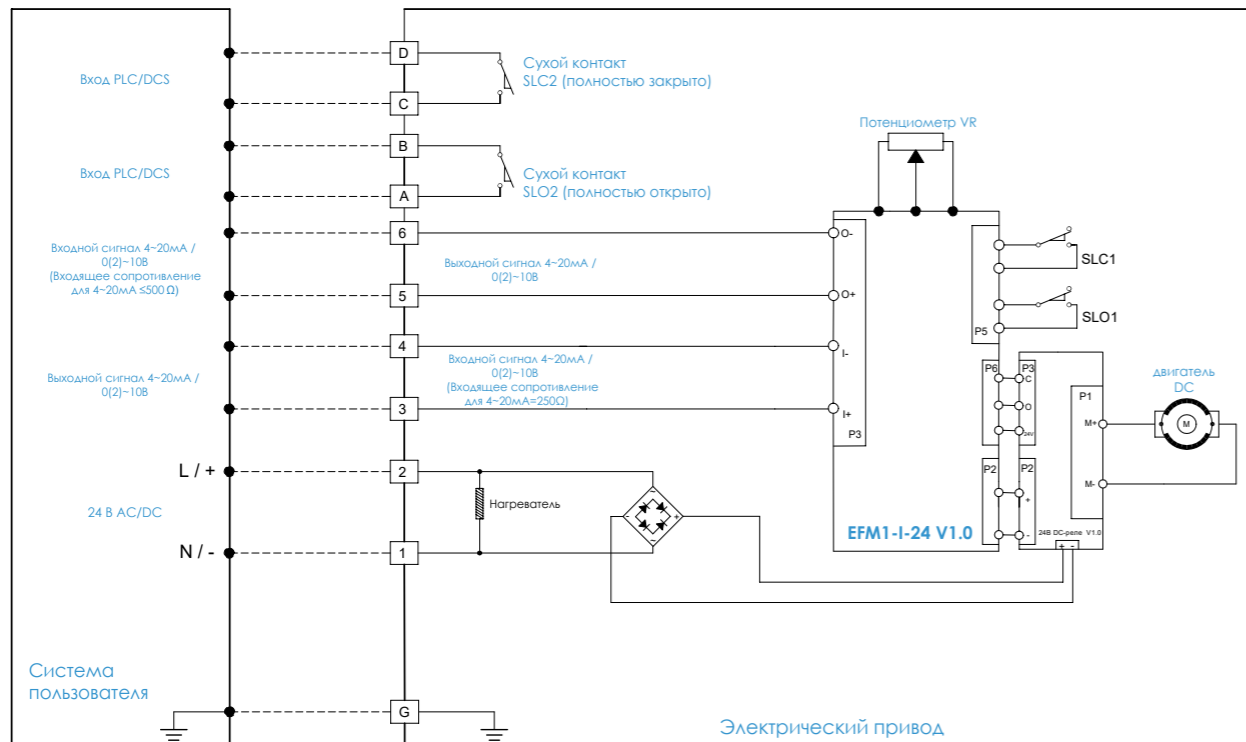 D
Вход PLC/DCS
Сухой контакт
SLC2 (полностью закрыто)
C
B
Вход PLC/DCS
Сухой контакт
SLO2 (полностью открыто)
A
Потенциометр VR
6
O-
Входной сигнал 4~20мА /
0(2)~10В
(Входящее сопротивление
для 4~20мА ≤500 Ω)
Выходной сигнал 4~20мА /
0(2)~10В
5
O+
SLC1
SLO1
P5
4
I-
Выходной сигнал 4~20мА /
0(2)~10В
Входной сигнал 4~20мА /
0(2)~10В
(Входящее сопротивление
для 4~20мА=250Ω)
3
I+
P3
P6
P3
C
O
24V
P1
M+
M-
двигатель
DC
M
L / +
2
24 В AC/DC
Нагреватель
~
-
+
~
N / -
1
EFM1-I-24 V1.0
P2
P2
+
-
24В DC-реле V1.0
+ -
Система
пользователя
G
Электрический привод